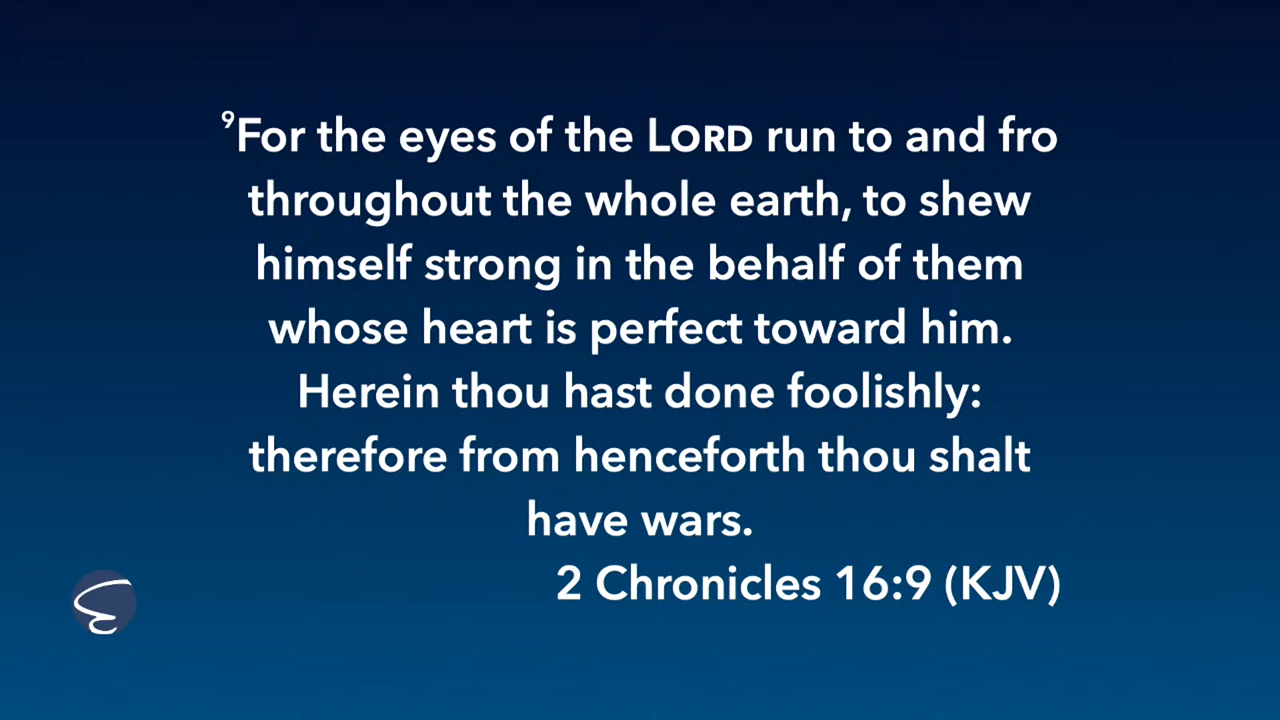 ⁹For the eyes of the LORD run to and fro
throughout the whole earth, to shew
himself strong in the behalf of them
whose heart is perfect toward him.
Herein thou hast done foolishly:
therefore from henceforth thou shalt
have wars.
2 Chronicles 16:9 (KJV)